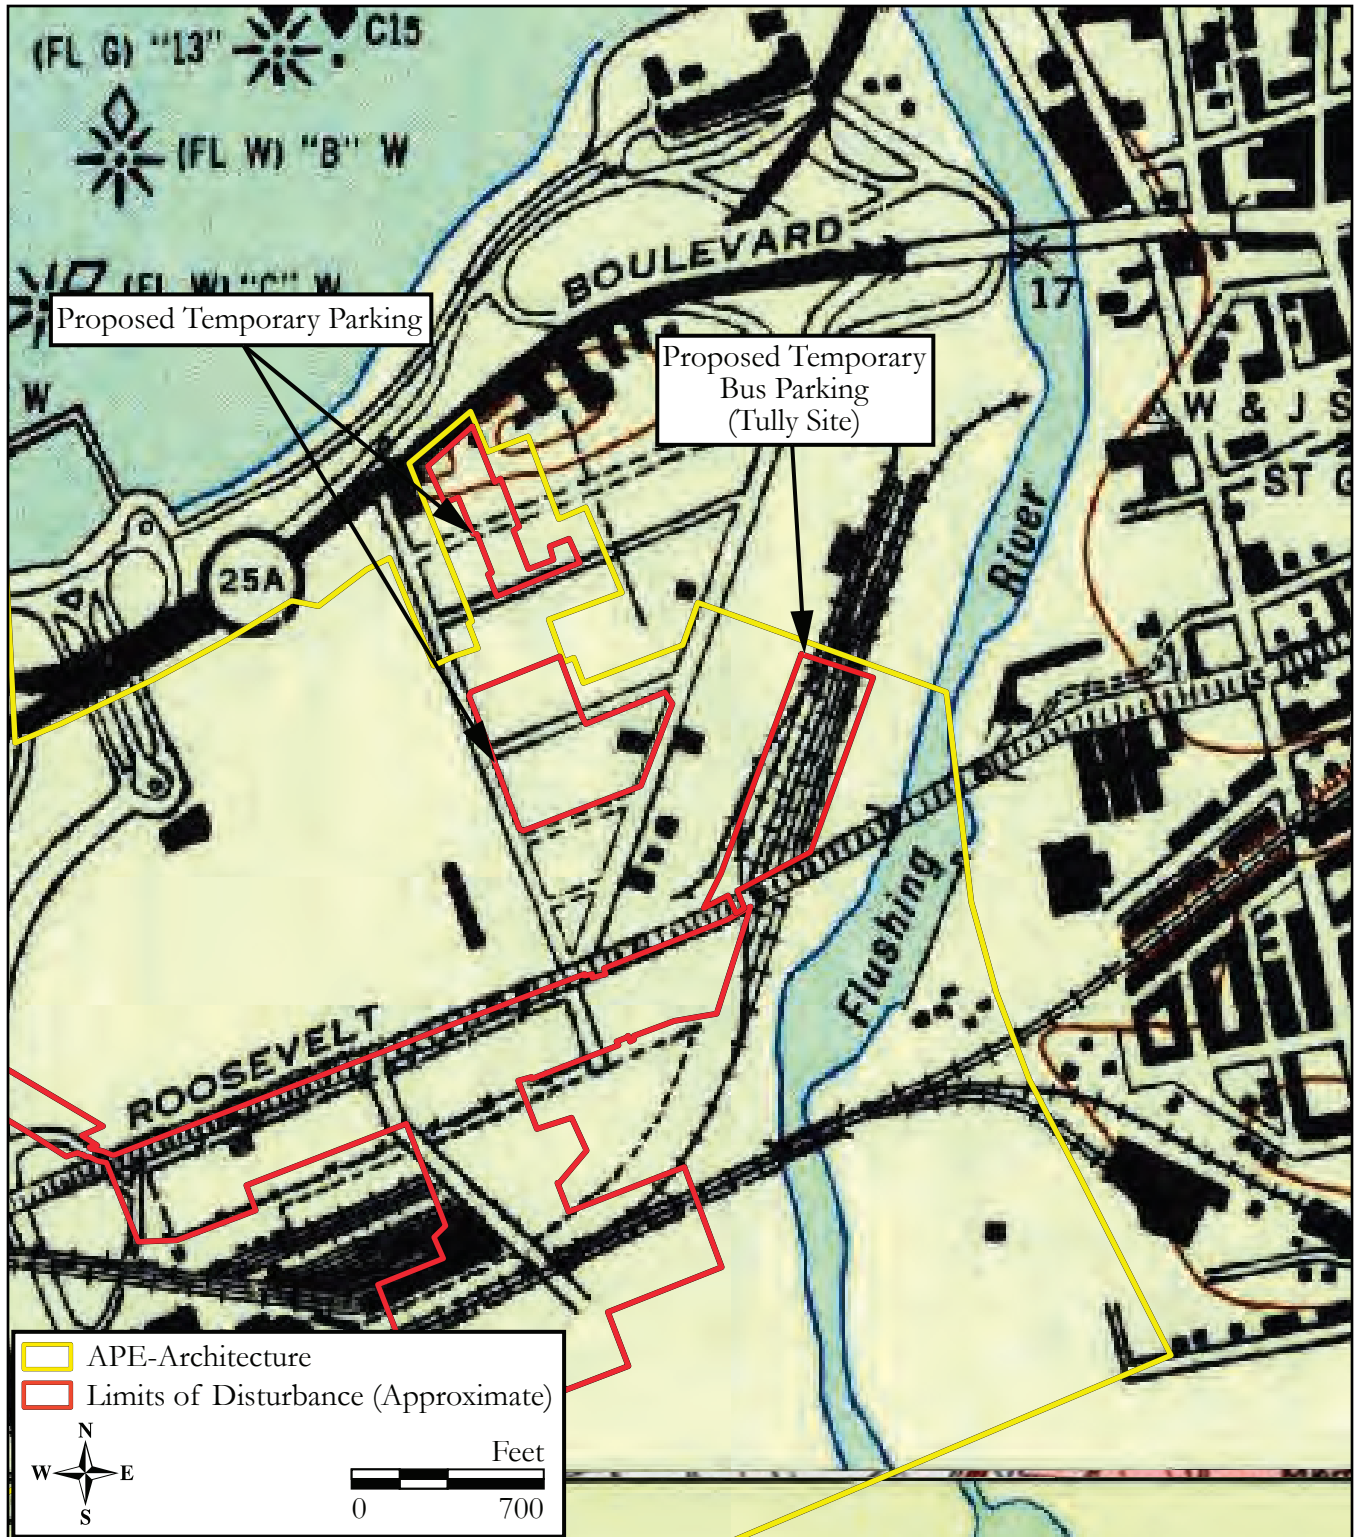 (FL G) "13"
C15
(FL W) "B" W
(FL W) "C" W
Proposed Temporary Parking
BOULEVARD
17
Proposed Temporary
Bus Parking
(Tully Site)
W
W & J S
ST G
25A
River
Flushing
ROOSEVELT
APE-Architecture
Limits of Disturbance (Approximate)
N
W E
S
Feet
0 700